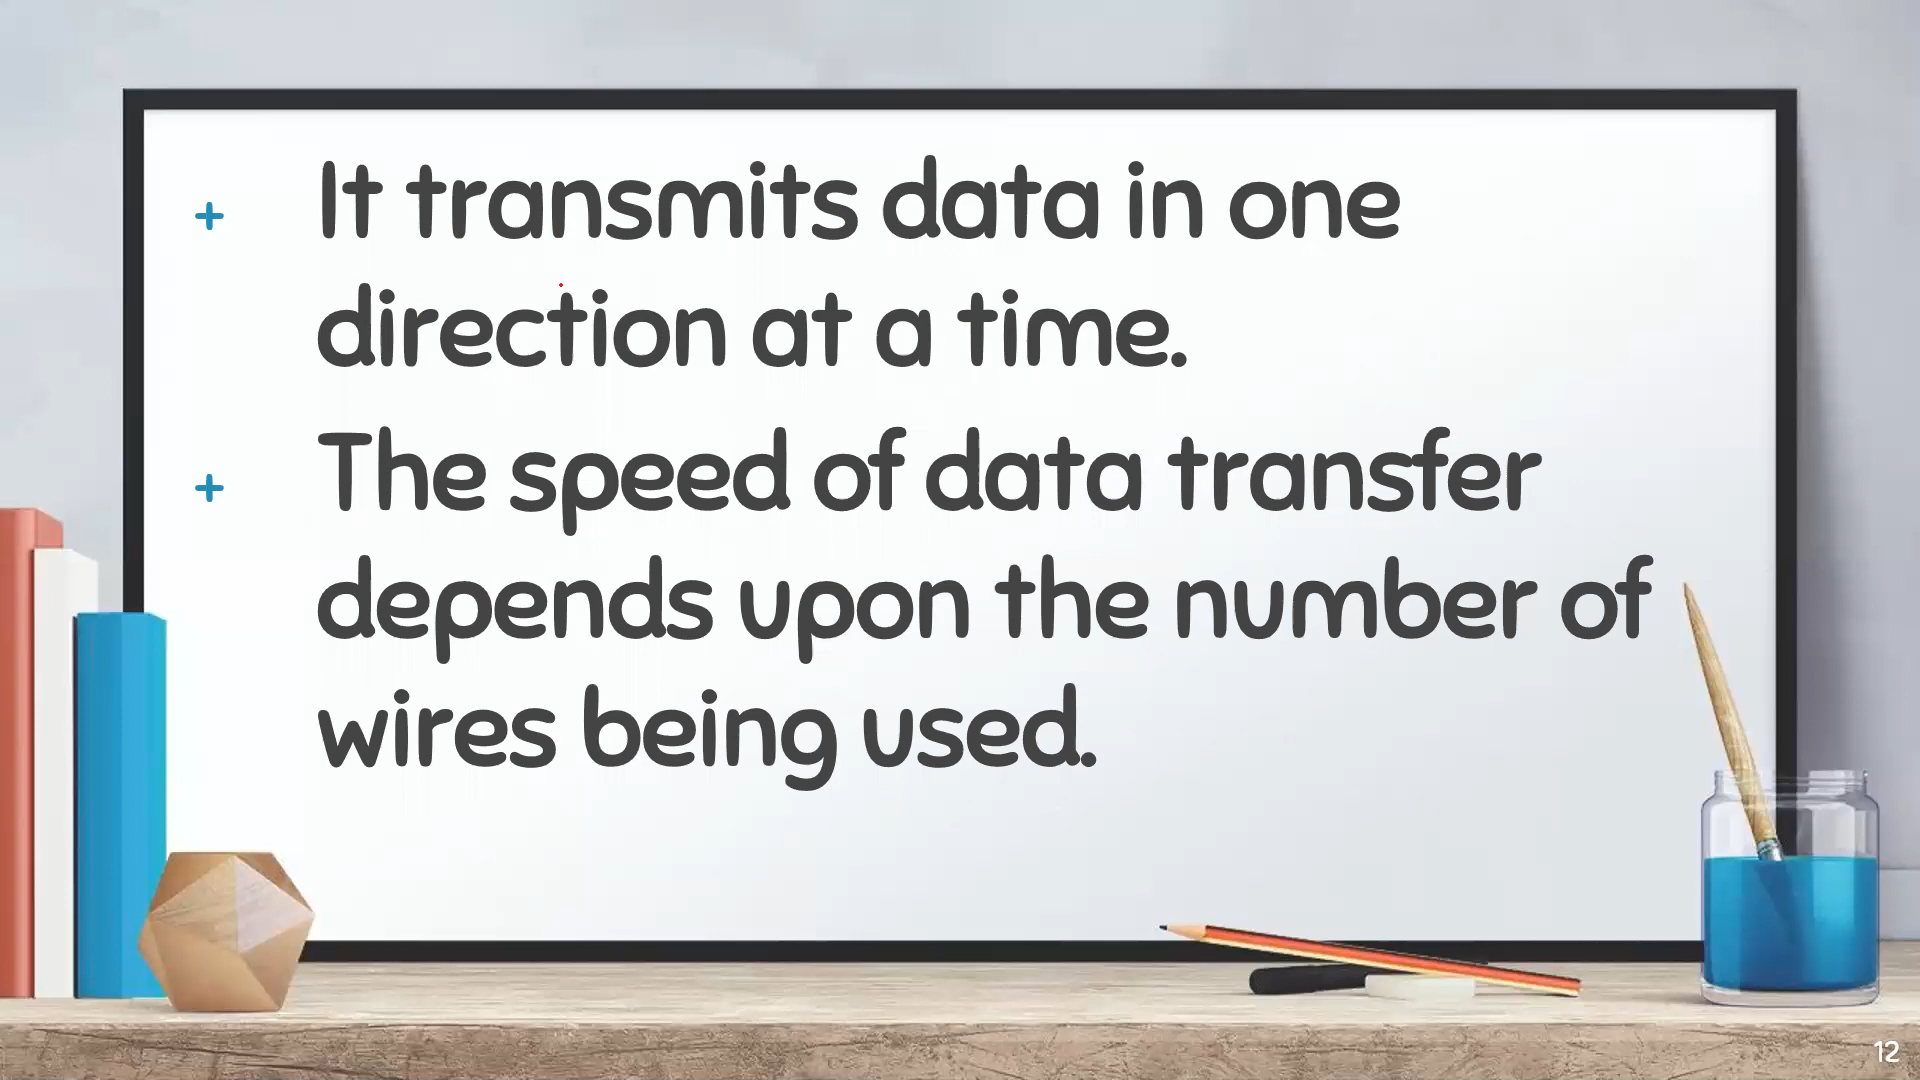 + It transmits data in one
direction at a time.
+ The speed of data transfer
depends upon the number of
wires being used.
12